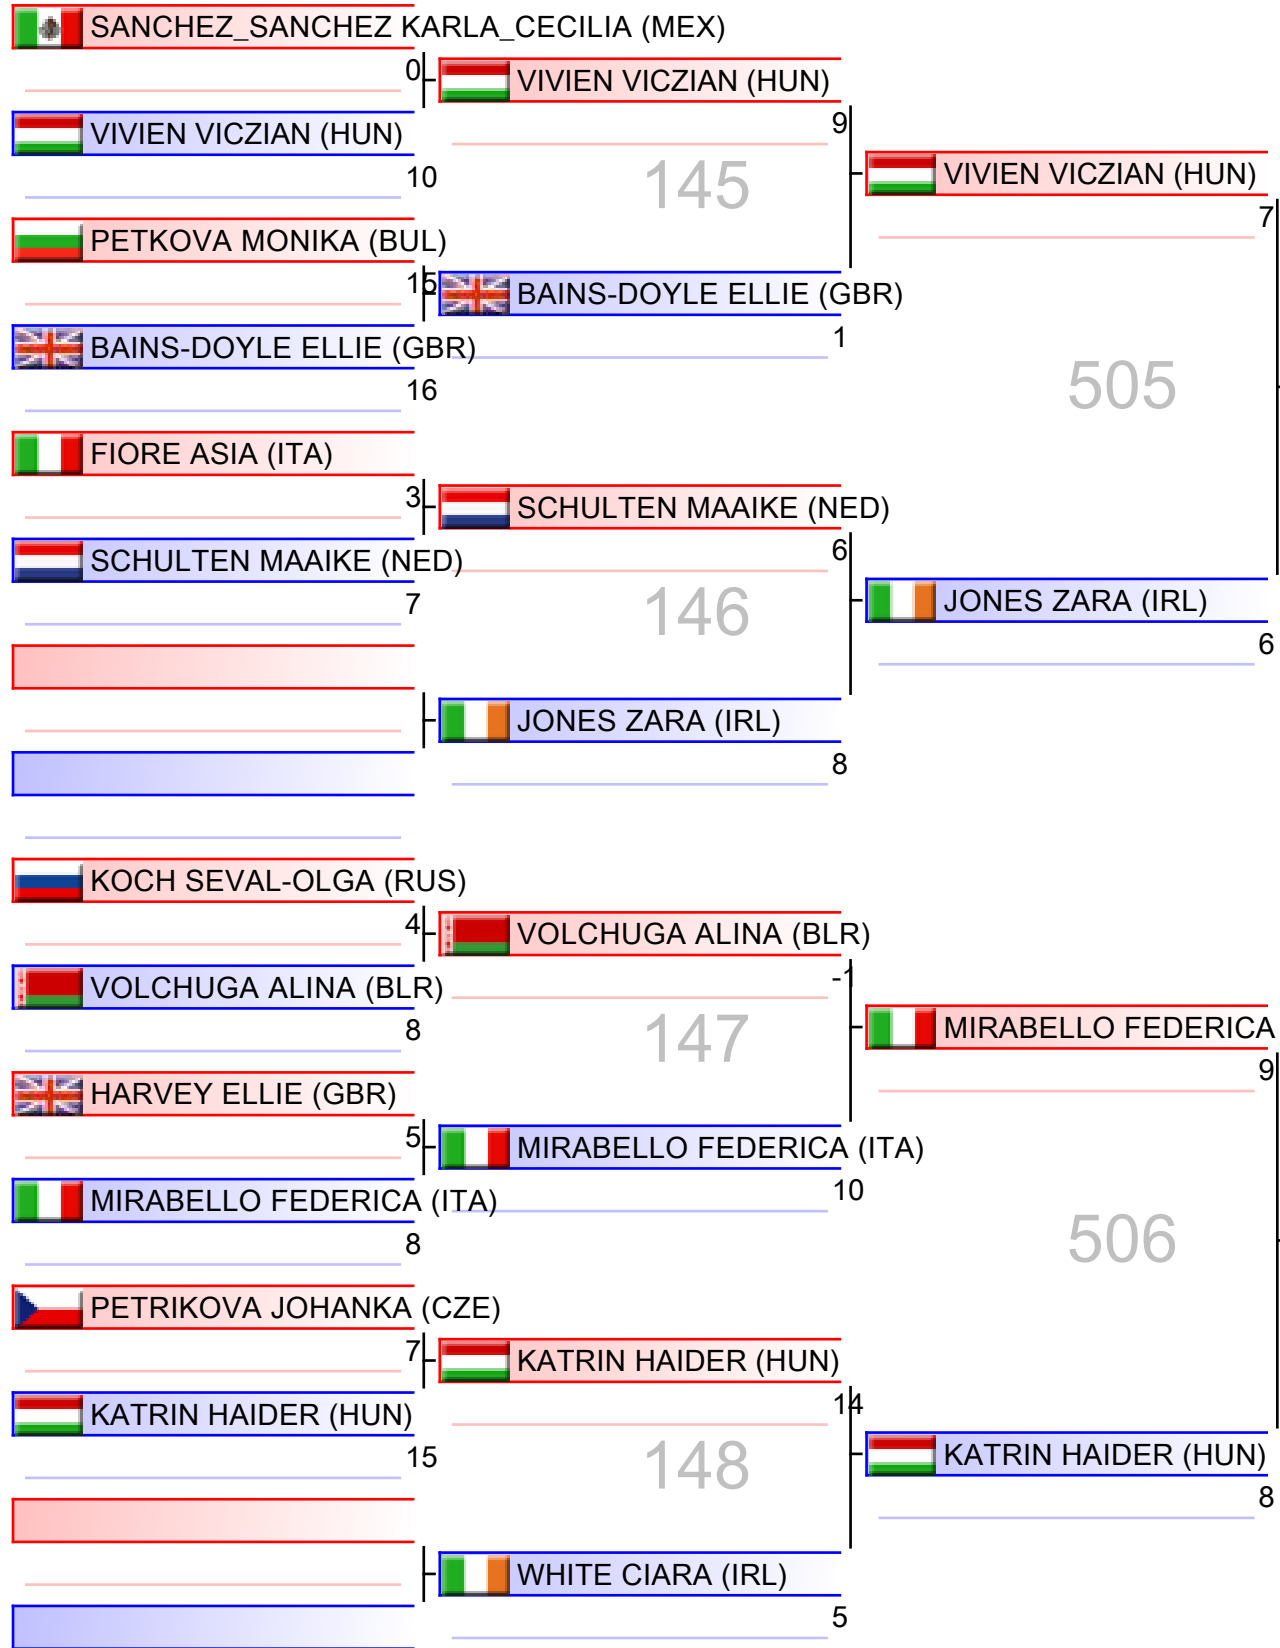 SANCHEZ_SANCHEZ KARLA_CECILIA (MEX)
0
VIVIEN VICZIAN (HUN)
10
PETKOVA MONIKA (BUL)
15
BAINS-DOYLE ELLIE (GBR)
16
FIORE ASIA (ITA)
3
SCHULTEN MAAIKE (NED)
7
KOCH SEVAL-OLGA (RUS)
4
VOLCHUGA ALINA (BLR)
8
HARVEY ELLIE (GBR)
5
MIRABELLO FEDERICA (ITA)
8
PETRIKOVA JOHANKA (CZE)
7
KATRIN HAIDER (HUN)
15
VIVIEN VICZIAN (HUN)
9
145
BAINS-DOYLE ELLIE (GBR)
1
SCHULTEN MAAIKE (NED)
6
146
JONES ZARA (IRL)
8
VOLCHUGA ALINA (BLR)
-1
147
MIRABELLO FEDERICA (ITA)
10
KATRIN HAIDER (HUN)
14
148
WHITE CIARA (IRL)
5
VIVIEN VICZIAN (HUN)
7
505
JONES ZARA (IRL)
6
MIRABELLO FEDERICA
9
506
KATRIN HAIDER (HUN)
8